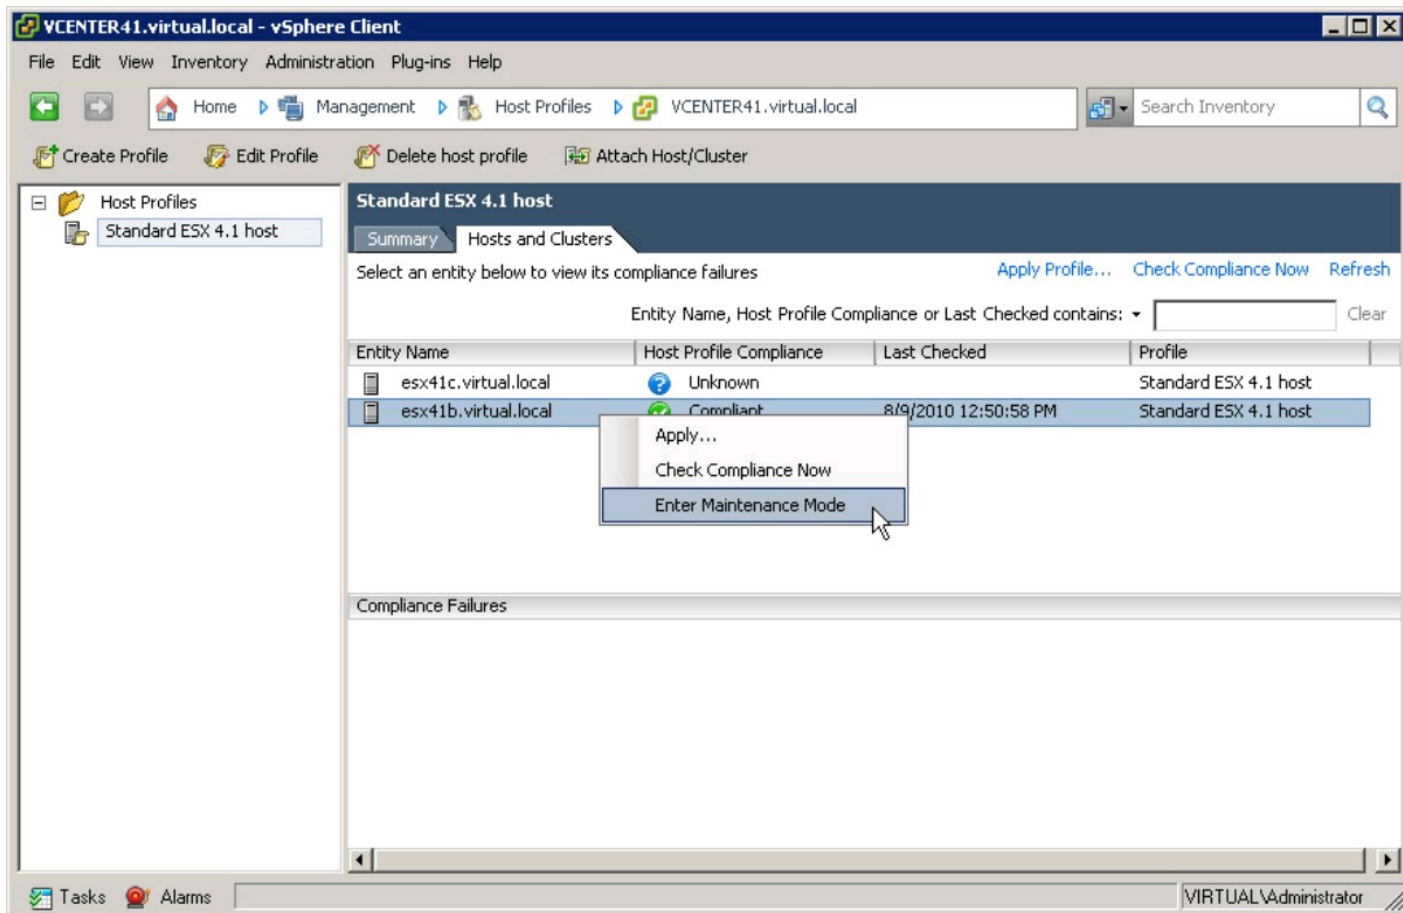 VCENTER41.virtual.local - vSphere Client
File Edit View Inventory Administration Plug-ins Help
Home Management Host Profiles VCENTER41.virtual.local Search Inventory
Create Profile Edit Profile Delete host profile Attach Host/Cluster
Host Profiles
Standard ESX 4.1 host
Standard ESX 4.1 host
Summary Hosts and Clusters
Select an entity below to view its compliance failures Apply Profile... Check Compliance Now Refresh
Entity Name, Host Profile Compliance or Last Checked contains: Clear
Entity Name Host Profile Compliance Last Checked Profile
esx41c.virtual.local Unknown Standard ESX 4.1 host
esx41b.virtual.local Compliant 8/9/2010 12:50:58 PM Standard ESX 4.1 host
Apply...
Check Compliance Now
Enter Maintenance Mode
Compliance Failures
Tasks Alarms VIRTUAL\Administrator